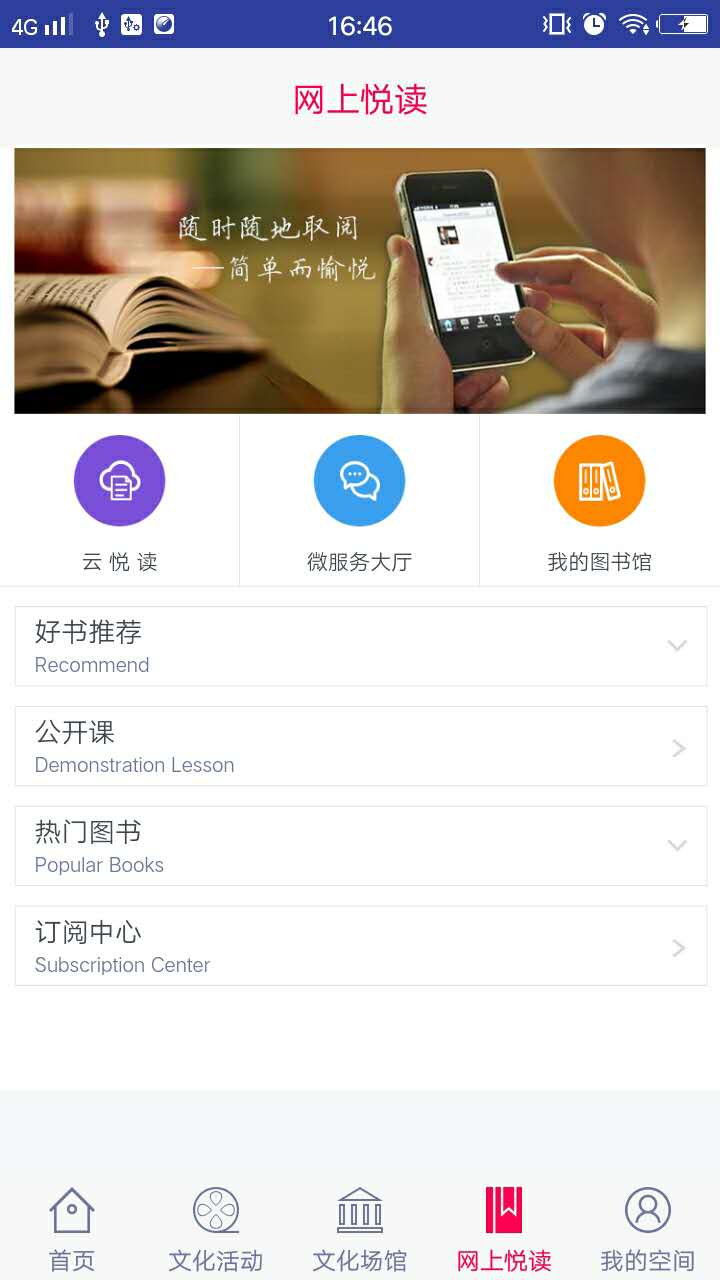 4G
16:46
网上悦读
随时随地取阅
——简单而愉悦
云悦读
微服务大厅
我的图书馆
好书推荐
Recommend
公开课
Demonstration Lesson
热门图书
Popular Books
订阅中心
Subscription Center
首页
文化活动
文化场馆
网上悦读
我的空间